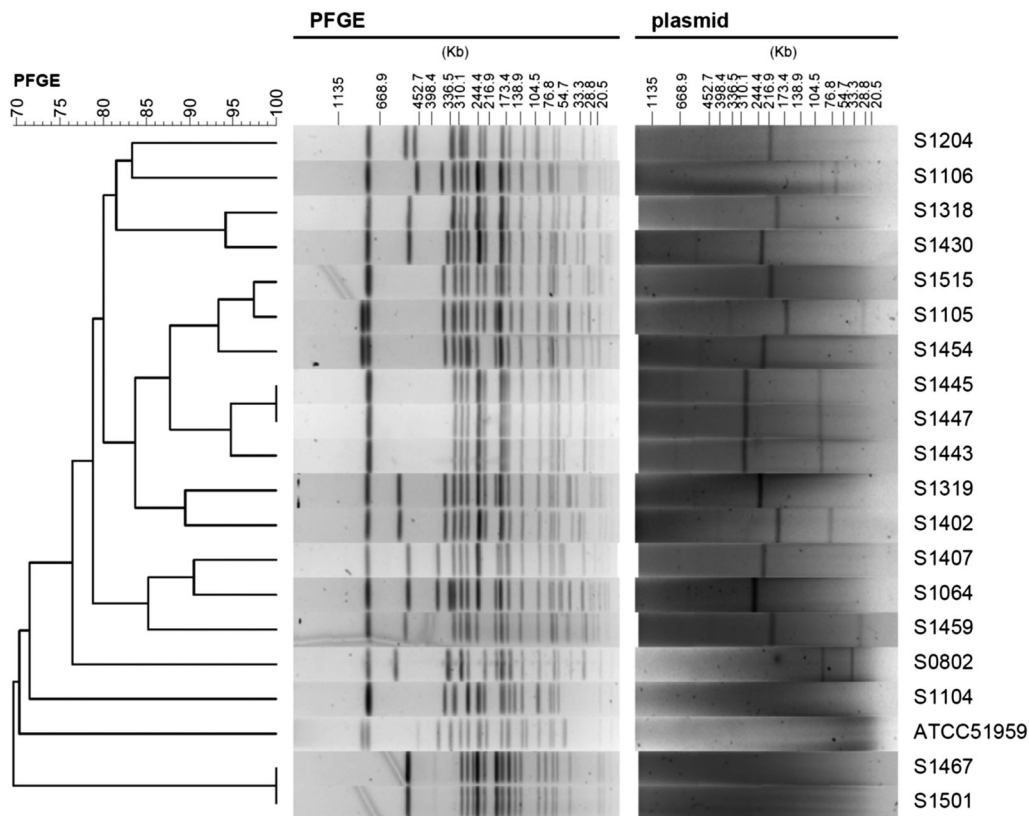 PFGE plasmid
(Kb) (Kb)
PFGE
70 75 80 85 90 95 100
1135 668.9 452.7 398.4 336.5 310.1 244.4 216.9 173.4 138.9 104.5 76.8 54.7 33.3 28.8 20.5
1135 668.9 452.7 398.4 336.5 310.1 244.4 216.9 173.4 138.9 104.5 76.8 54.7 33.3 28.8 20.5
S1204
S1106
S1318
S1430
S1515
S1105
S1454
S1445
S1447
S1443
S1319
S1402
S1407
S1064
S1459
S0802
S1104
ATCC51959
S1467
S1501